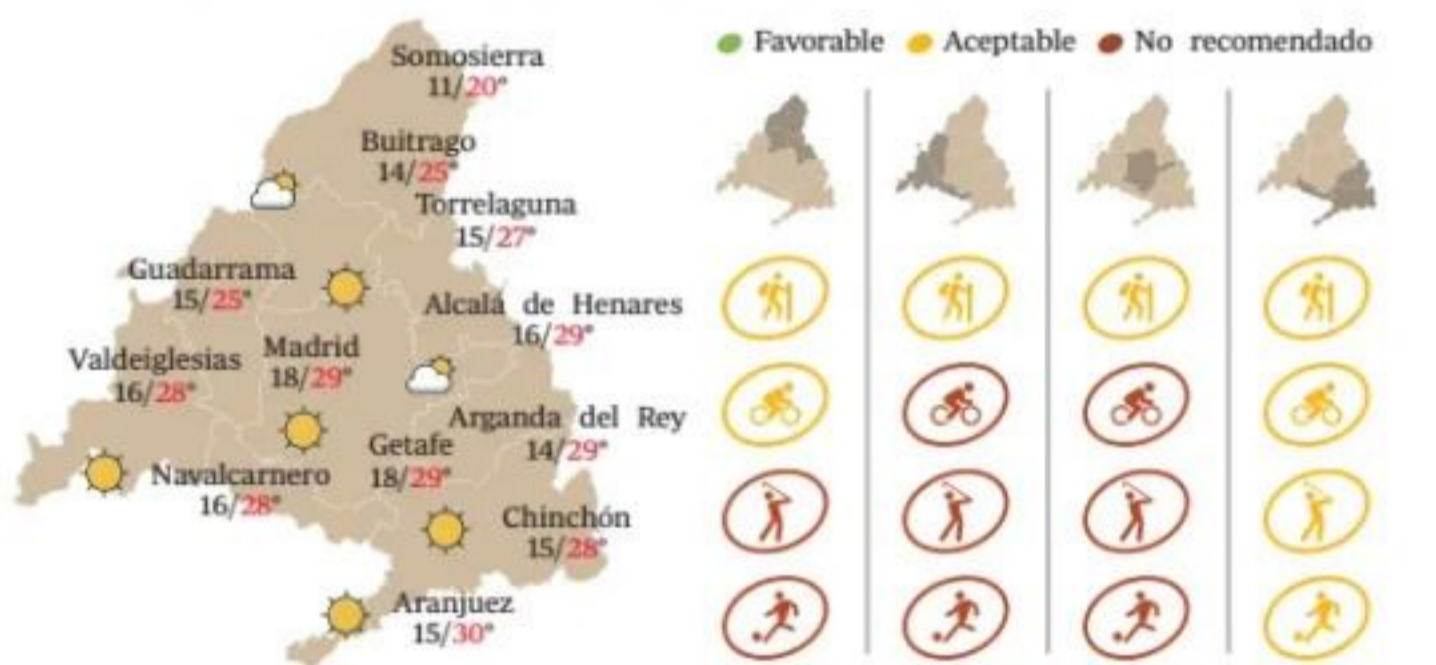 Somosierra
11/20°
Buitrago
14/25°
Torrelaguna
15/27°
Guadarrama
15/25°
Alcalá de Henares
16/29°
Valdeiglesias
16/28°
Madrid
18/29°
Arganda del Rey
14/29°
Getafe
18/29°
Navalcarnero
16/28°
Chinchón
15/28°
Aranjuez
15/30°
Favorable Aceptable No recomendado